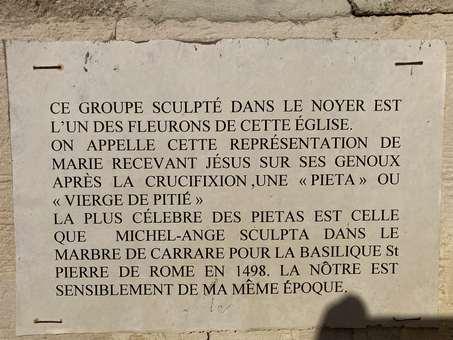 CE GROUPE SCULPTÉ DANS LE NOYER EST
L'UN DES FLEURONS DE CETTE ÉGLISE.
ON APPELLE CETTE REPRÉSENTATION DE
MARIE RECEVANT JÉSUS SUR SES GENOUX
APRÈS LA CRUCIFIXION ,UNE « PIETA » OU
« VIERGE DE PITIÉ »
LA PLUS CÉLEBRE DES PIETAS EST CELLE
QUE MICHEL-ANGE SCULPTA DANS LE
MARBRE DE CARRARE POUR LA BASILIQUE St
PIERRE DE ROME EN 1498. LA NÔTRE EST
SENSIBLEMENT DE MA MÊME ÉPOQUE.